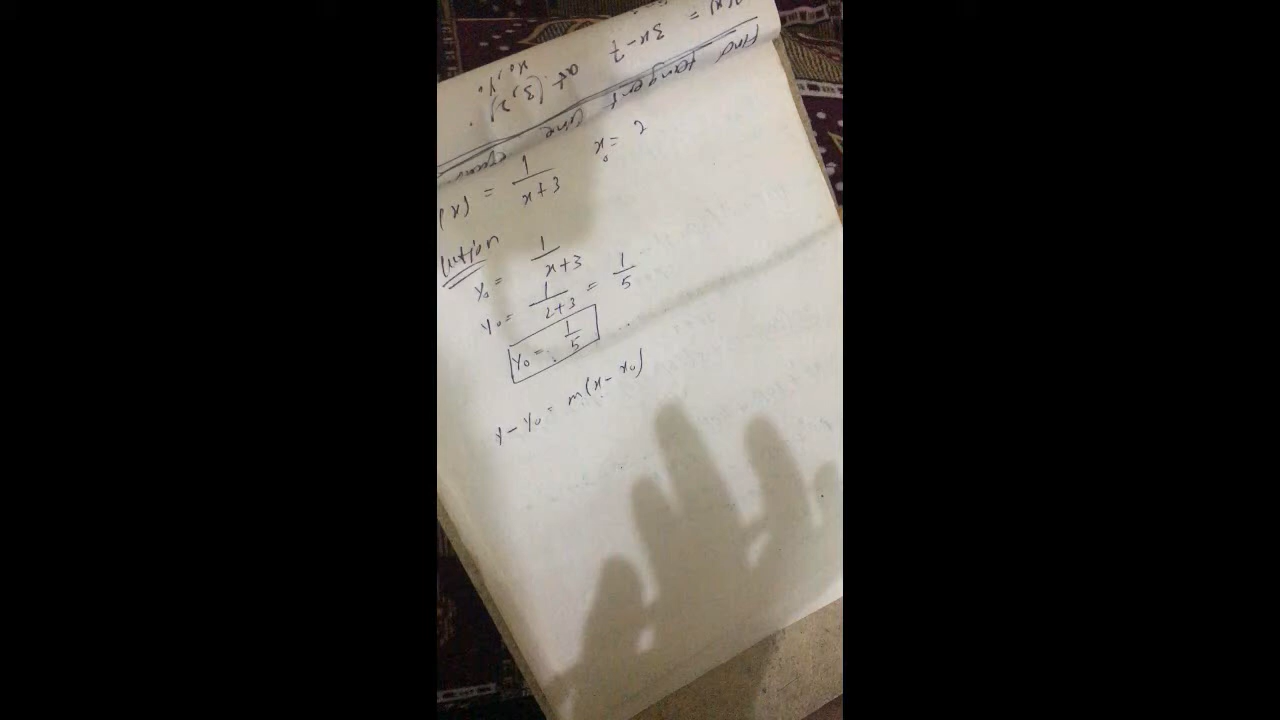 = 3x-7 at (3,2).
x₀, y₀
Find tangent line equn.
(x) = 1/x+3 x₀ = 2
y₀ = 1/x+3
y₀ = 1/2+3 = 1/5
y₀ = 1/5
y-y₀ = m(x-x₀)